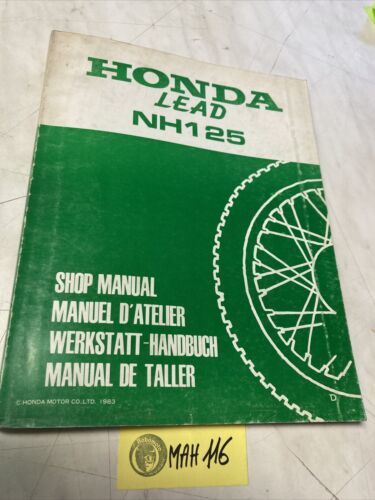 HONDA
LEAD
NH125
SHOP MANUAL
MANUEL D'ATELIER
WERKSTATT-HANDBUCH
MANUAL DE TALLER
© HONDA MOTOR CO., LTD. 1983
D
MAH 116